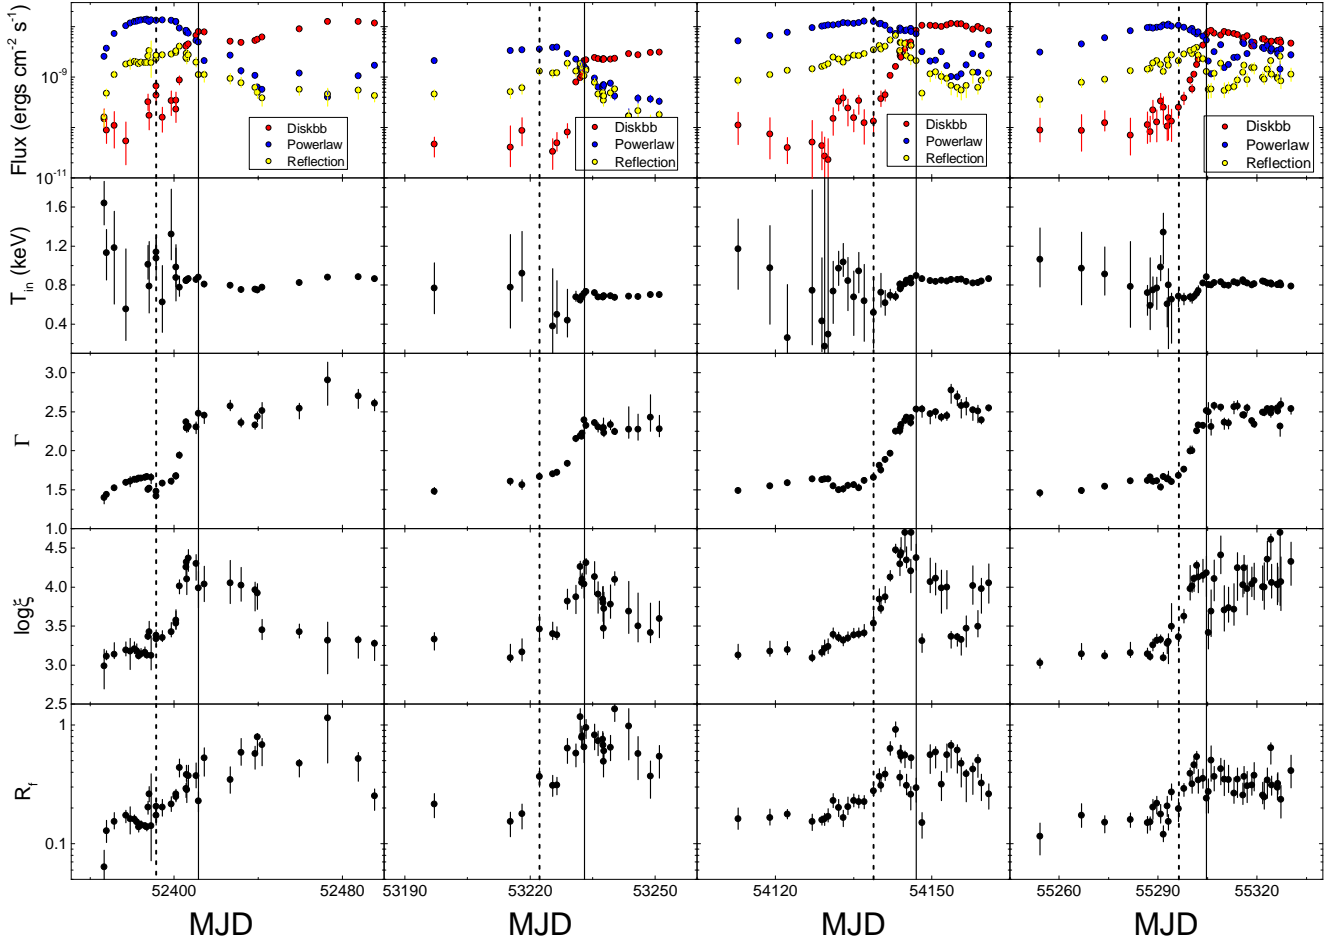 Flux (ergs cm⁻² s⁻¹)
10⁻⁹
10⁻¹¹
Diskbb
Powerlaw
Reflection
Diskbb
Powerlaw
Reflection
Diskbb
Powerlaw
Reflection
Diskbb
Powerlaw
Reflection
T_in (keV)
1.6
1.2
0.8
0.4
Γ
3.0
2.5
2.0
1.5
1.0
logξ
4.5
4.0
3.5
3.0
2.5
R_f
1
0.1
52400 52480 53190 53220 53250 54120 54150 55260 55290 55320
MJD MJD MJD MJD